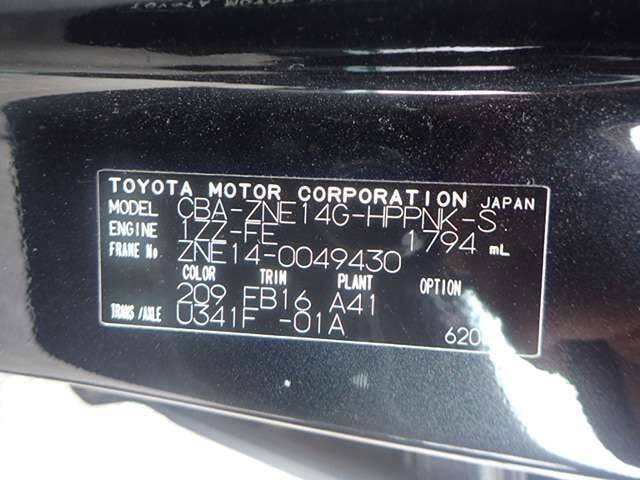 TOYOTA MOTOR CORPORATION JAPAN
MODEL CBA-ZNE14G-HPPNK-S
ENGINE 1ZZ-FE 1794 mL
FRAME No. ZNE14-0049430
COLOR TRIM PLANT OPTION
209 FB16 A41
TRANS/AXLE U341F -01A